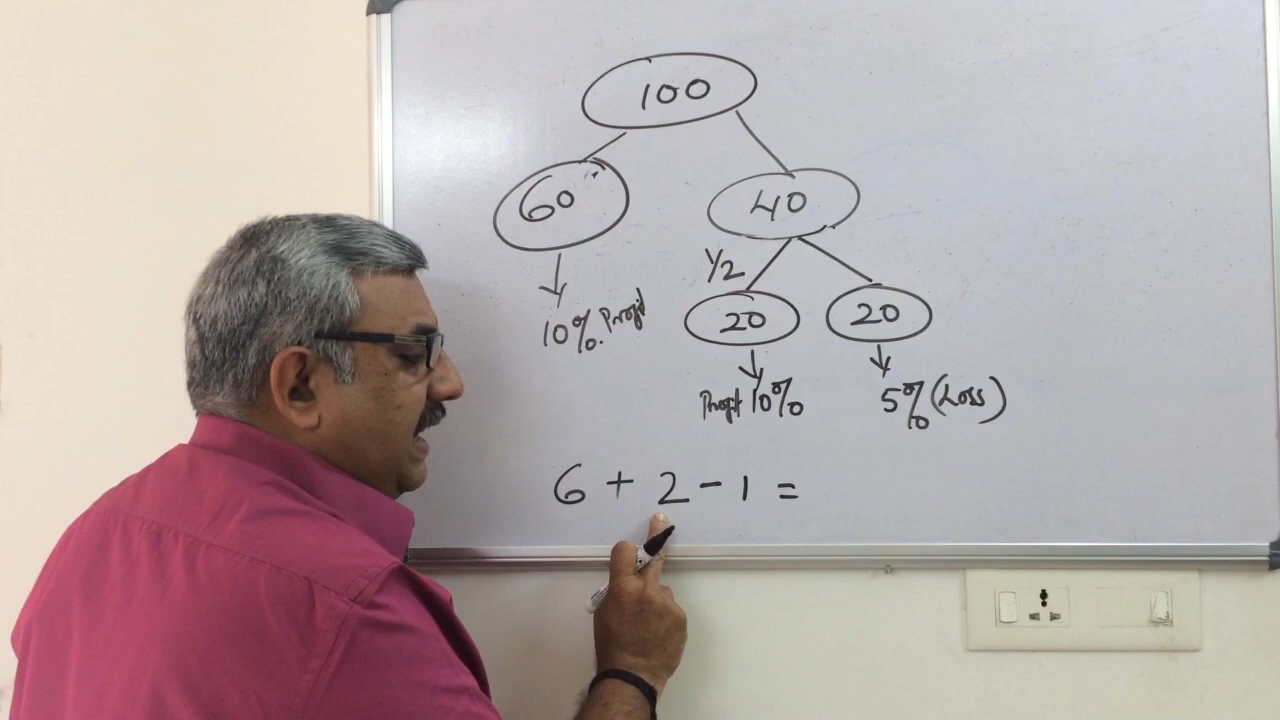 100
60 40
1/2
20 20
10% Profit
Profit 10% 5% (Loss)
6 + 2 - 1 =